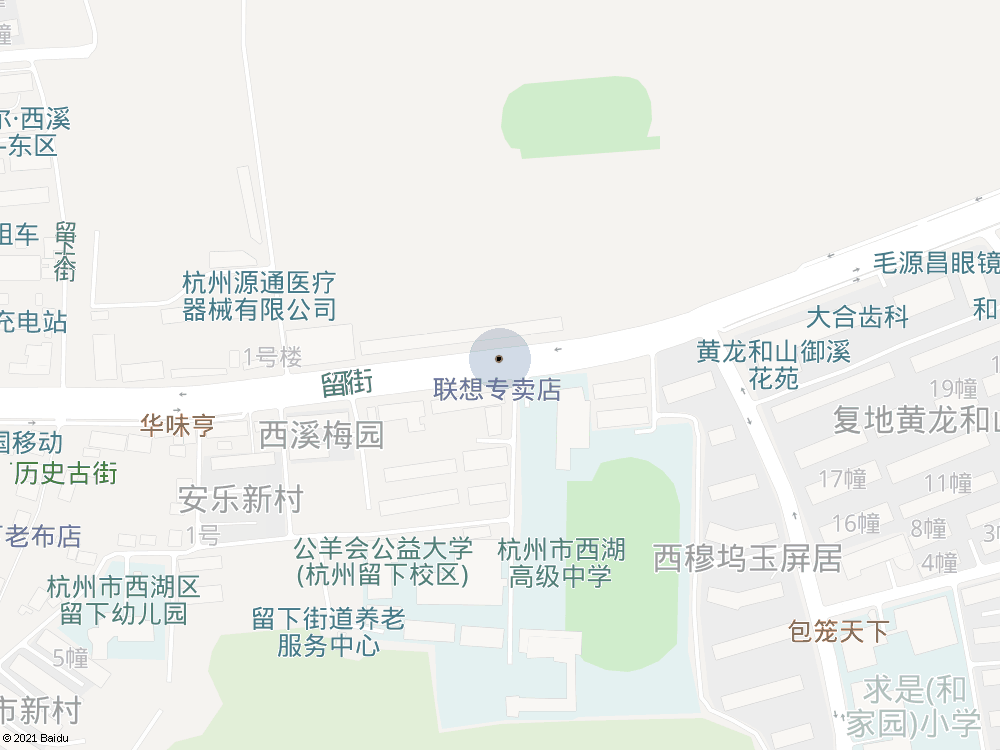 幢
尔·西溪
-东区
租车
留下街
杭州源通医疗
器械有限公司
充电站
1号楼
毛源昌眼镜
和
大合齿科
黄龙和山御溪
花苑
留下街
联想专卖店
19幢
华味亨
西溪梅园
复地黄龙和山
国移动
历史古街
17幢
11幢
安乐新村
16幢
8幢
老布店
1号
4幢
公羊会公益大学
(杭州留下校区)
杭州市西湖
高级中学
西穆坞玉屏居
杭州市西湖区
留下幼儿园
留下街道养老
服务中心
包笼天下
5幢
求是(和
家园)小学
市新村
© 2021 Baidu